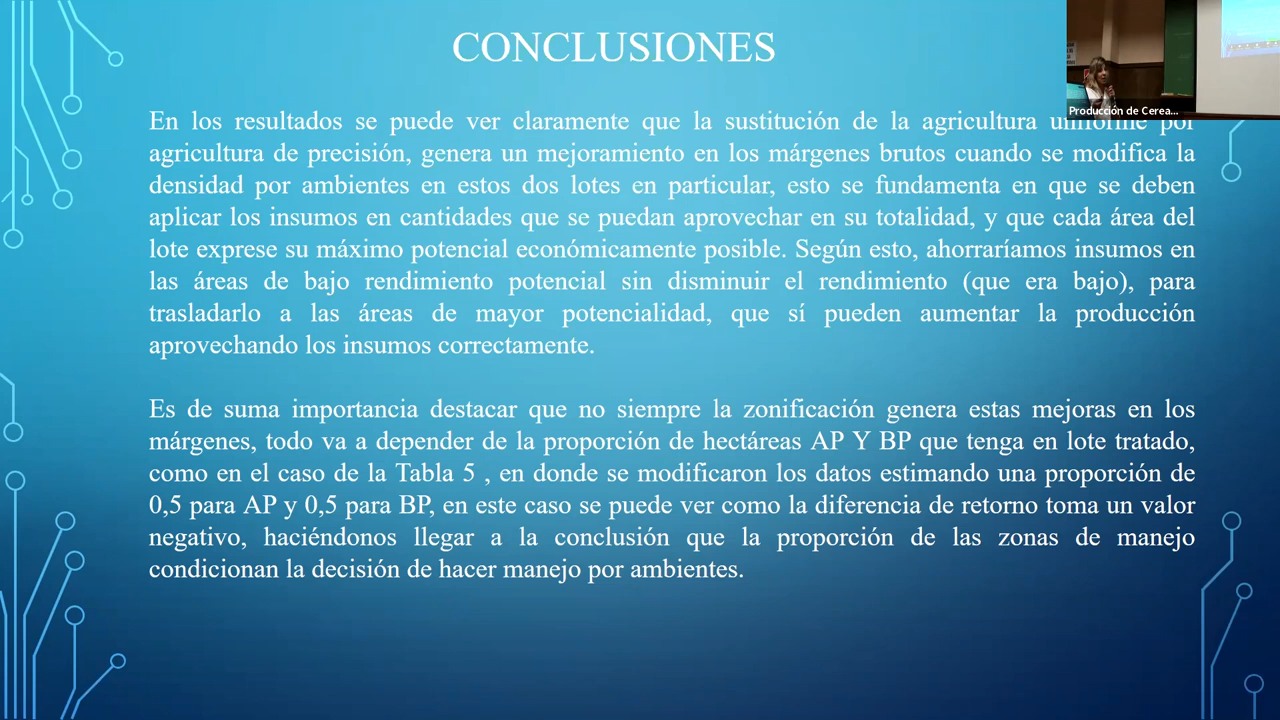 CONCLUSIONES
Producción de Cerea...
En los resultados se puede ver claramente que la sustitución de la agricultura uniforme por
agricultura de precisión, genera un mejoramiento en los márgenes brutos cuando se modifica la
densidad por ambientes en estos dos lotes en particular, esto se fundamenta en que se deben
aplicar los insumos en cantidades que se puedan aprovechar en su totalidad, y que cada área del
lote exprese su máximo potencial económicamente posible. Según esto, ahorraríamos insumos en
las áreas de bajo rendimiento potencial sin disminuir el rendimiento (que era bajo), para
trasladarlo a las áreas de mayor potencialidad, que sí pueden aumentar la producción
aprovechando los insumos correctamente.
Es de suma importancia destacar que no siempre la zonificación genera estas mejoras en los
márgenes, todo va a depender de la proporción de hectáreas AP Y BP que tenga en lote tratado,
como en el caso de la Tabla 5 , en donde se modificaron los datos estimando una proporción de
0,5 para AP y 0,5 para BP, en este caso se puede ver como la diferencia de retorno toma un valor
negativo, haciéndonos llegar a la conclusión que la proporción de las zonas de manejo
condicionan la decisión de hacer manejo por ambientes.